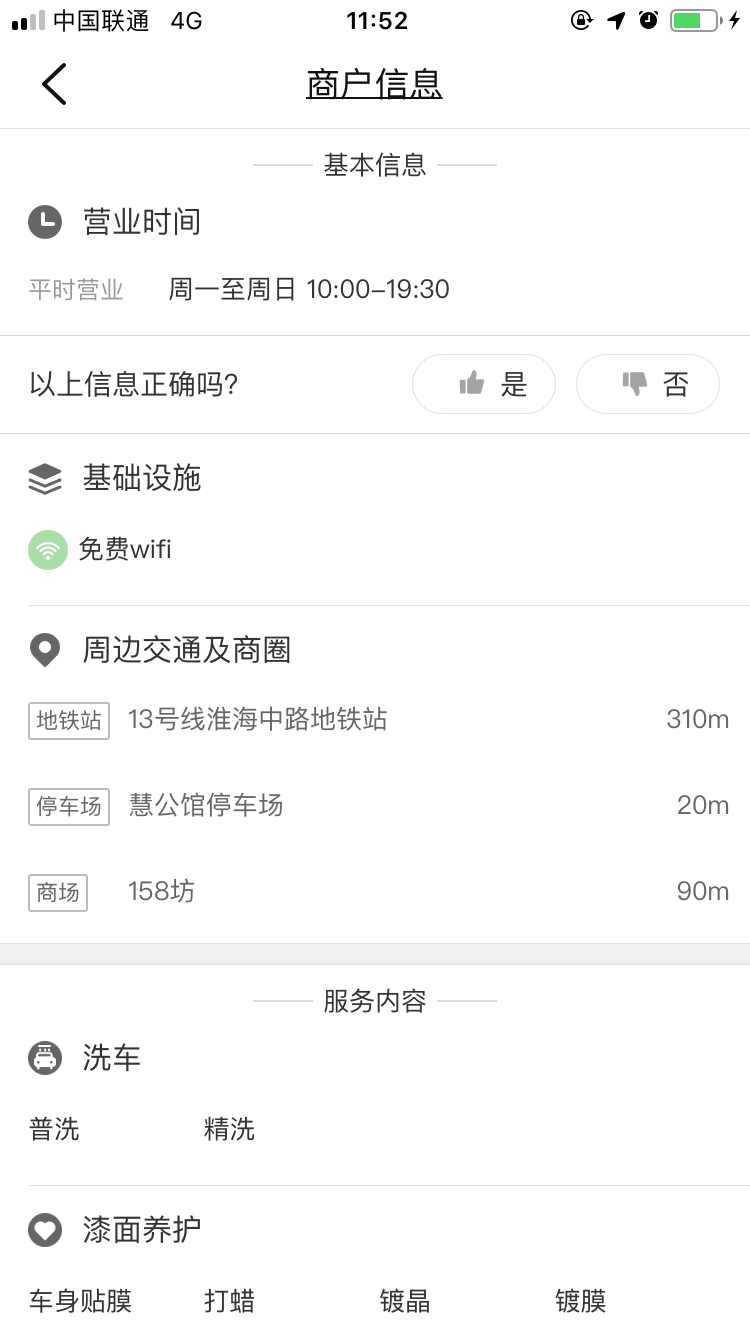 中国联通 4G 11:52
商户信息
基本信息
营业时间
平时营业 周一至周日 10:00–19:30
以上信息正确吗? 是 否
基础设施
免费wifi
周边交通及商圈
地铁站 13号线淮海中路地铁站 310m
停车场 慧公馆停车场 20m
商场 158坊 90m
服务内容
洗车
普洗 精洗
漆面养护
车身贴膜 打蜡 镀晶 镀膜